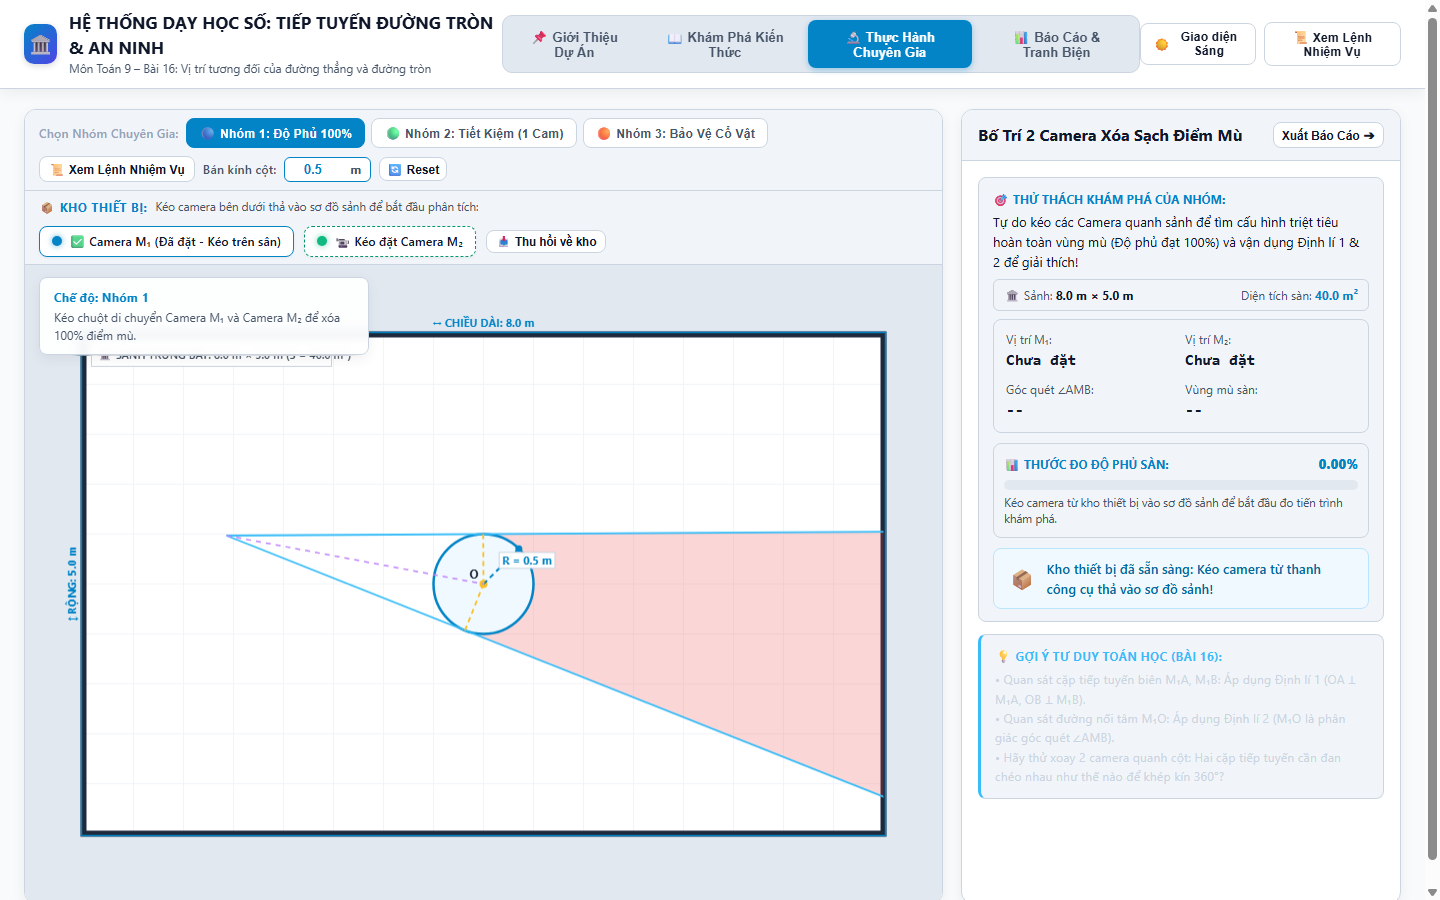 HỆ THỐNG DẠY HỌC SỐ: TIẾP TUYẾN ĐƯỜNG TRÒN
& AN NINH
Môn Toán 9 – Bài 16: Vị trí tương đối của đường thẳng và đường tròn
Giới Thiệu
Dự Án
Khám Phá Kiến
Thức
Thực Hành
Chuyên Gia
Báo Cáo &
Tranh Biện
Giao diện
Sáng
Xem Lệnh
Nhiệm Vụ
Chọn Nhóm Chuyên Gia:
Nhóm 1: Độ Phủ 100%
Nhóm 2: Tiết Kiệm (1 Cam)
Nhóm 3: Bảo Vệ Cổ Vật
Xem Lệnh Nhiệm Vụ
Bán kính cột:
0.5 m
Reset
KHO THIẾT BỊ: Kéo camera bên dưới thả vào sơ đồ sảnh để bắt đầu phân tích:
Camera M₁ (Đã đặt - Kéo trên sân)
Kéo đặt Camera M₂
Thu hồi về kho
Chế độ: Nhóm 1
Kéo chuột di chuyển Camera M₁ và Camera M₂ để xóa
100% điểm mù.
↔ CHIỀU DÀI: 8.0 m
↕ RỘNG: 5.0 m
O
R = 0.5 m
Bố Trí 2 Camera Xóa Sạch Điểm Mù
Xuất Báo Cáo ➔
THỬ THÁCH KHÁM PHÁ CỦA NHÓM:
Tự do kéo các Camera quanh sảnh để tìm cấu hình triệt tiêu
hoàn toàn vùng mù (Độ phủ đạt 100%) và vận dụng Định lí 1 &
2 để giải thích!
Sảnh: 8.0 m × 5.0 m
Diện tích sàn: 40.0 m²
Vị trí M₁:
Chưa đặt
Vị trí M₂:
Chưa đặt
Góc quét ∠AMB:
--
Vùng mù sàn:
--
THƯỚC ĐO ĐỘ PHỦ SÀN:
0.00%
Kéo camera từ kho thiết bị vào sơ đồ sảnh để bắt đầu đo tiến trình
khám phá.
Kho thiết bị đã sẵn sàng: Kéo camera từ thanh
công cụ thả vào sơ đồ sảnh!
GỢI Ý TƯ DUY TOÁN HỌC (BÀI 16):
• Quan sát cặp tiếp tuyến biên M₁A, M₁B: Áp dụng Định lí 1 (OA ⊥
M₁A, OB ⊥ M₁B).
• Quan sát đường nối tâm M₁O: Áp dụng Định lí 2 (M₁O là phân
giác góc quét ∠AMB).
• Hãy thử xoay 2 camera quanh cột: Hai cặp tiếp tuyến cần đan
chéo nhau như thế nào để khép kín 360°?